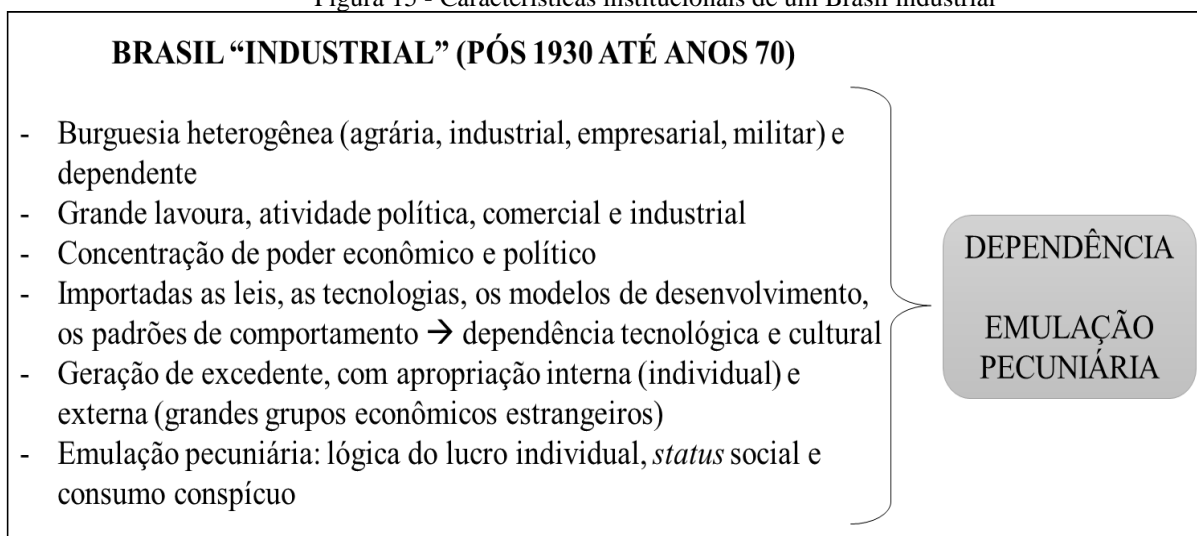 Figura 15 - Características institucionais de um Brasil industrial
BRASIL “INDUSTRIAL” (PÓS 1930 ATÉ ANOS 70)
- Burguesia heterogênea (agrária, industrial, empresarial, militar) e
dependente
- Grande lavoura, atividade política, comercial e industrial
- Concentração de poder econômico e político
- Importadas as leis, as tecnologias, os modelos de desenvolvimento,
os padrões de comportamento → dependência tecnológica e cultural
- Geração de excedente, com apropriação interna (individual) e
externa (grandes grupos econômicos estrangeiros)
- Emulação pecuniária: lógica do lucro individual, status social e
consumo conspícuo
DEPENDÊNCIA
EMULAÇÃO
PECUNIÁRIA